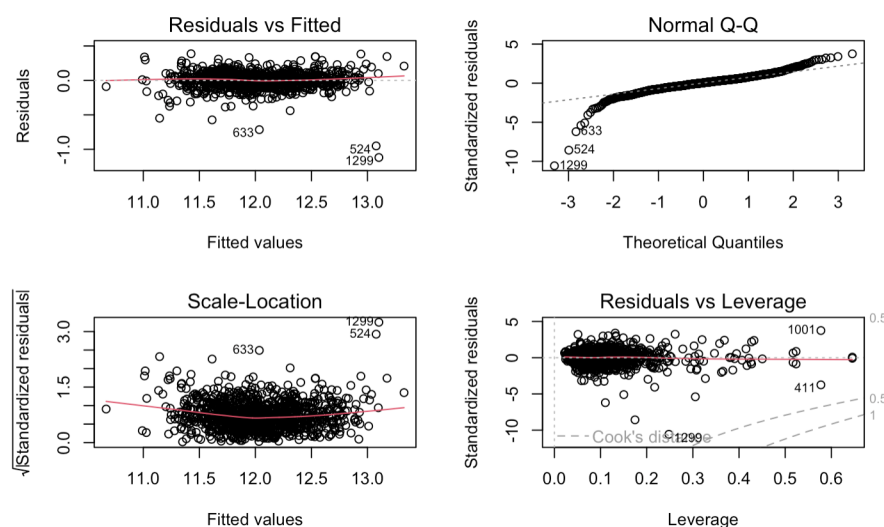 Residuals vs Fitted
Residuals
0.0
-1.0
633
524
1299
11.0 11.5 12.0 12.5 13.0
Fitted values
Normal Q-Q
Standardized residuals
5
0
-5
-10
633
524
1299
-3 -2 -1 0 1 2 3
Theoretical Quantiles
Scale-Location
√|Standardized residuals|
3.0
1.5
0.0
1299
524
633
11.0 11.5 12.0 12.5 13.0
Fitted values
Residuals vs Leverage
Standardized residuals
5
0
-5
-10
1001
411
1299
Cook's distance
0.5
0.5
1
0.0 0.1 0.2 0.3 0.4 0.5 0.6
Leverage